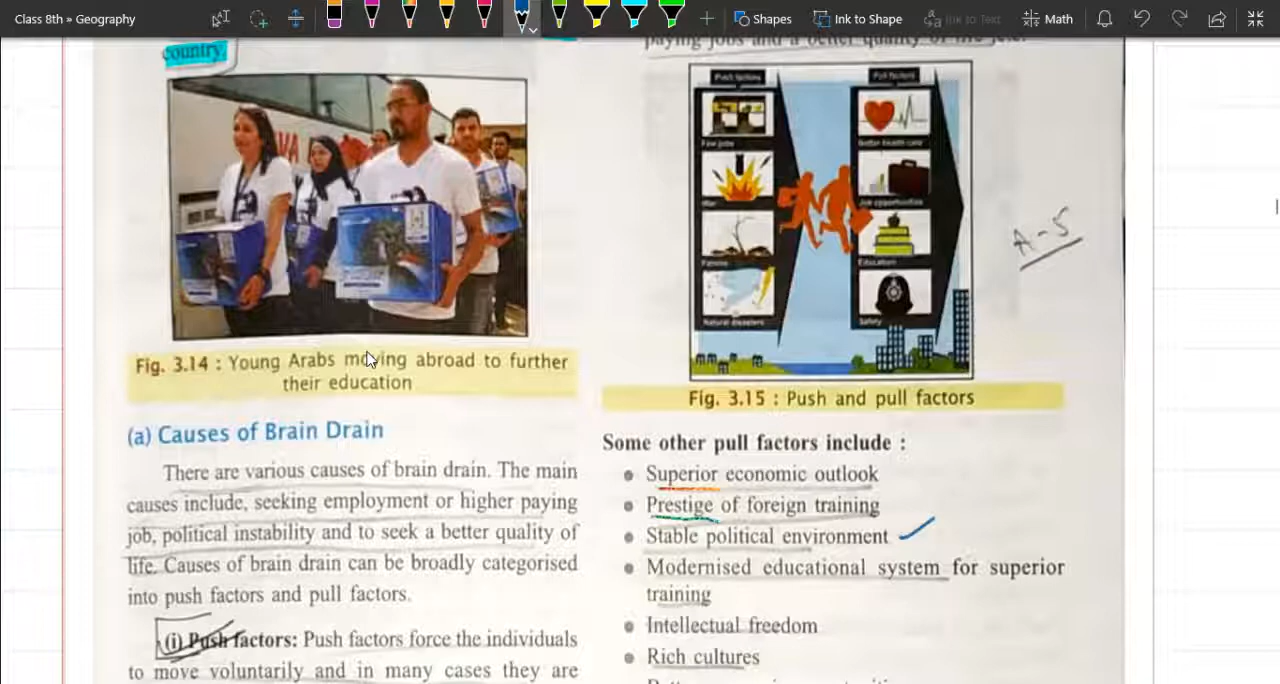 Class 8th » Geography
Shapes
Ink to Shape
Ink to Text
Math
country.
paying jobs and a better quality of
Push factors
Pull factors
Few jobs
Better health care
War
Job opportunities
Famine
Education
Natural disasters
Safety
A-5
Fig. 3.14 : Young Arabs moving abroad to further
their education
(a) Causes of Brain Drain
There are various causes of brain drain. The main
causes include, seeking employment or higher paying
job, political instability and to seek a better quality of
life. Causes of brain drain can be broadly categorised
into push factors and pull factors.
(i) Push factors: Push factors force the individuals
to move voluntarily and in many cases they are
Fig. 3.15 : Push and pull factors
Some other pull factors include :
• Superior economic outlook
• Prestige of foreign training
• Stable political environment
• Modernised educational system for superior
training
• Intellectual freedom
• Rich cultures